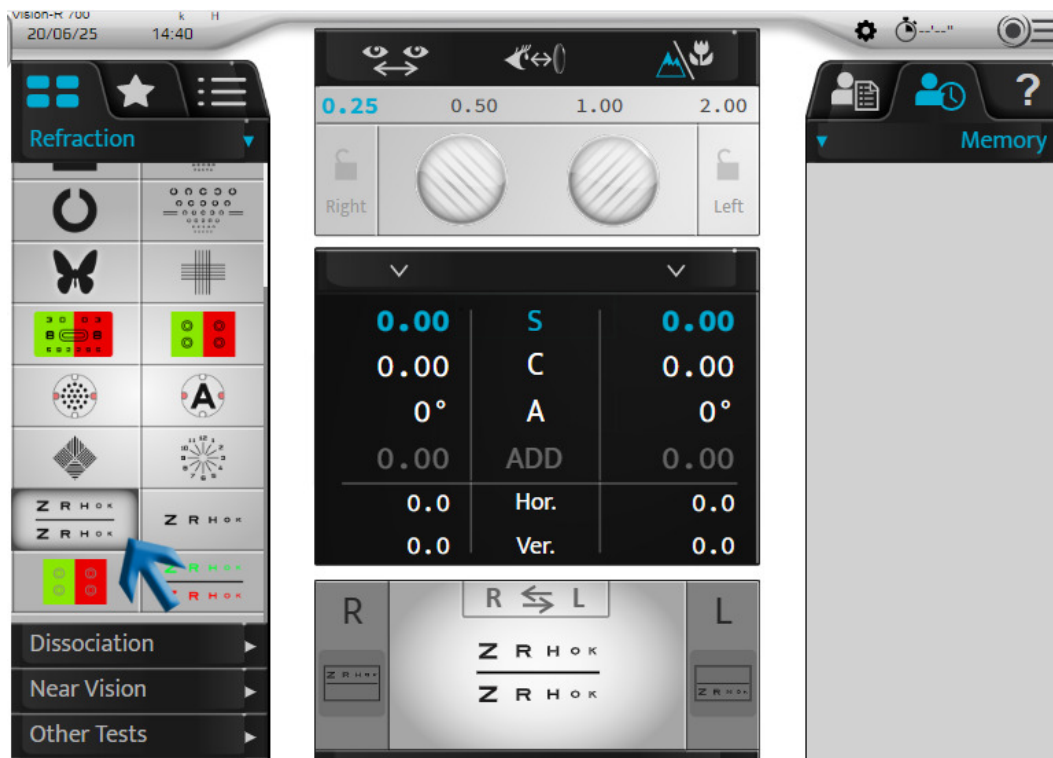 Vision-R 700
k H
20/06/25 14:40
--'--"
Refraction
Z R H O K
Z R H O K
Z R H O K
Z R H O K
Z R H O K
Dissociation
Near Vision
Other Tests
0.25 0.50 1.00 2.00
Right Left
0.00 S 0.00
0.00 C 0.00
0° A 0°
0.00 ADD 0.00
0.0 Hor. 0.0
0.0 Ver. 0.0
R R L L
Z R H O K
Z R H O K
Z R H O K
Z R H O K
?
Memory
A